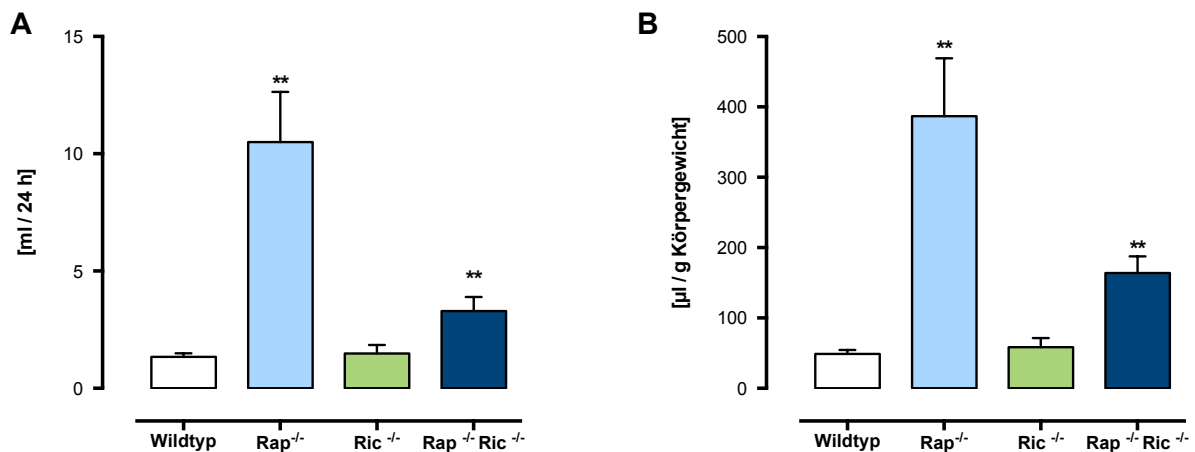 A
15
10
5
0
[ml / 24 h]
**
**
Wildtyp Rap-/- Ric -/- Rap -/- Ric -/-
B
500
400
300
200
100
0
[µl / g Körpergewicht]
**
**
Wildtyp Rap-/- Ric -/- Rap -/- Ric -/-